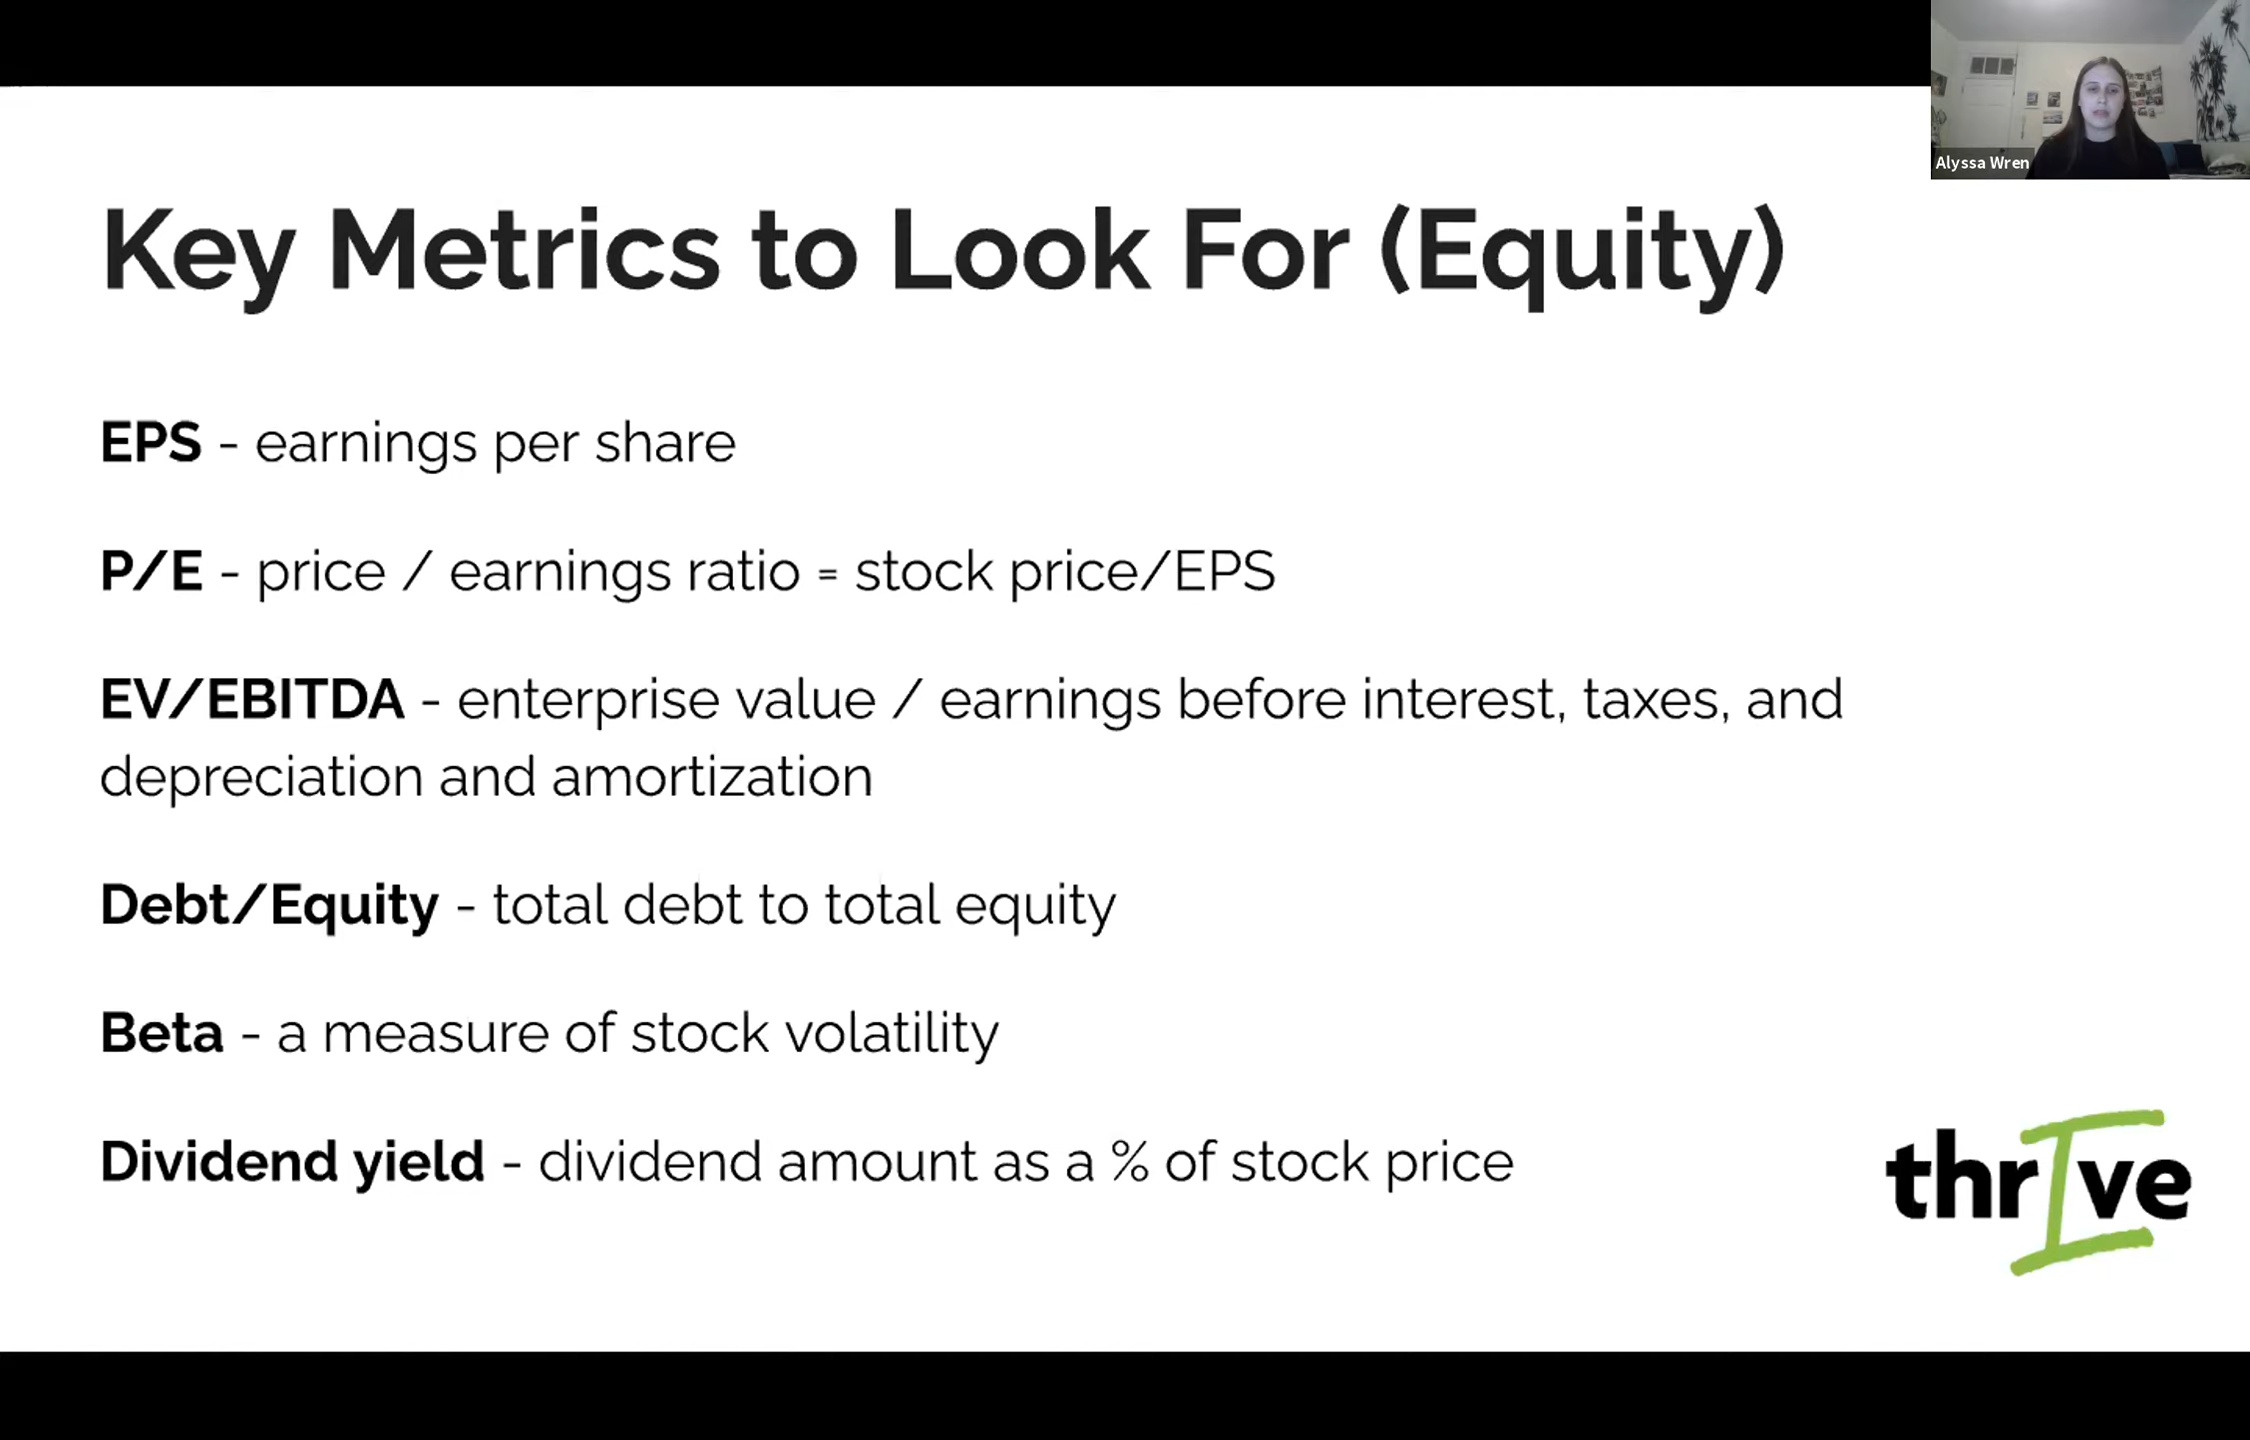 Alyssa Wren
Key Metrics to Look For (Equity)
EPS - earnings per share
P/E - price / earnings ratio = stock price/EPS
EV/EBITDA - enterprise value / earnings before interest, taxes, and
depreciation and amortization
Debt/Equity - total debt to total equity
Beta - a measure of stock volatility
Dividend yield - dividend amount as a % of stock price
thrIve